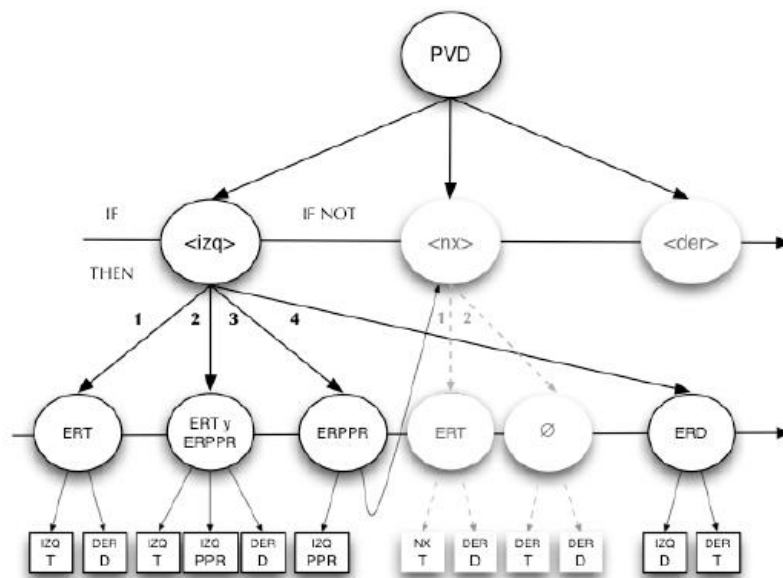 PVD
IF
IF NOT
<izq>
<nx>
<der>
THEN
1
2
3
4
1
2
ERT
ERT y
ERPPR
ERPPR
ERT
Ø
ERD
IZQ
T
DER
D
IZQ
T
IZQ
PPR
DER
D
IZQ
PPR
NX
T
DER
D
DER
T
DER
D
IZQ
D
DER
T